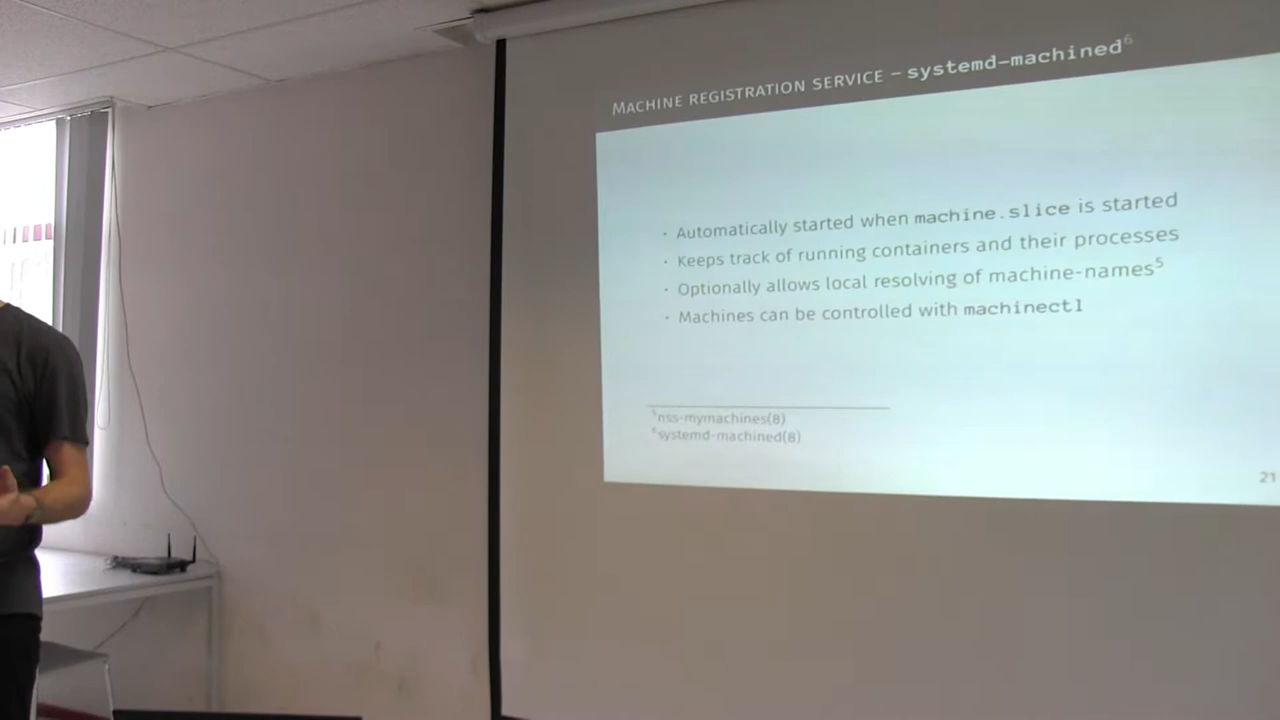 MACHINE REGISTRATION SERVICE – systemd-machined⁶
· Automatically started when machine.slice is started
· Keeps track of running containers and their processes
· Optionally allows local resolving of machine-names⁵
· Machines can be controlled with machinectl
⁵nss-mymachines(8)
⁶systemd-machined(8)
21